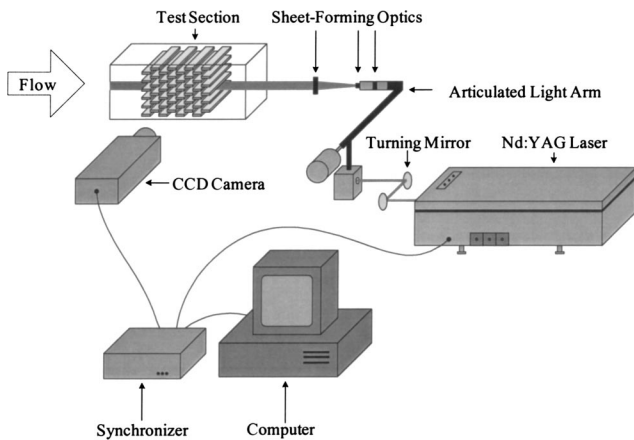 Test Section
Sheet-Forming Optics
Flow
Articulated Light Arm
Turning Mirror
Nd:YAG Laser
CCD Camera
Synchronizer
Computer